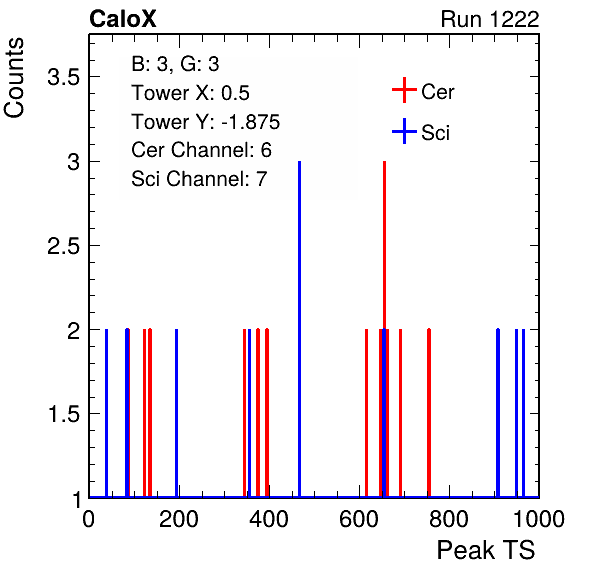 CaloX
Run 1222
Counts
3.5
3
2.5
2
1.5
1
B: 3, G: 3
Tower X: 0.5
Tower Y: -1.875
Cer Channel: 6
Sci Channel: 7
Cer
Sci
0 200 400 600 800 1000
Peak TS